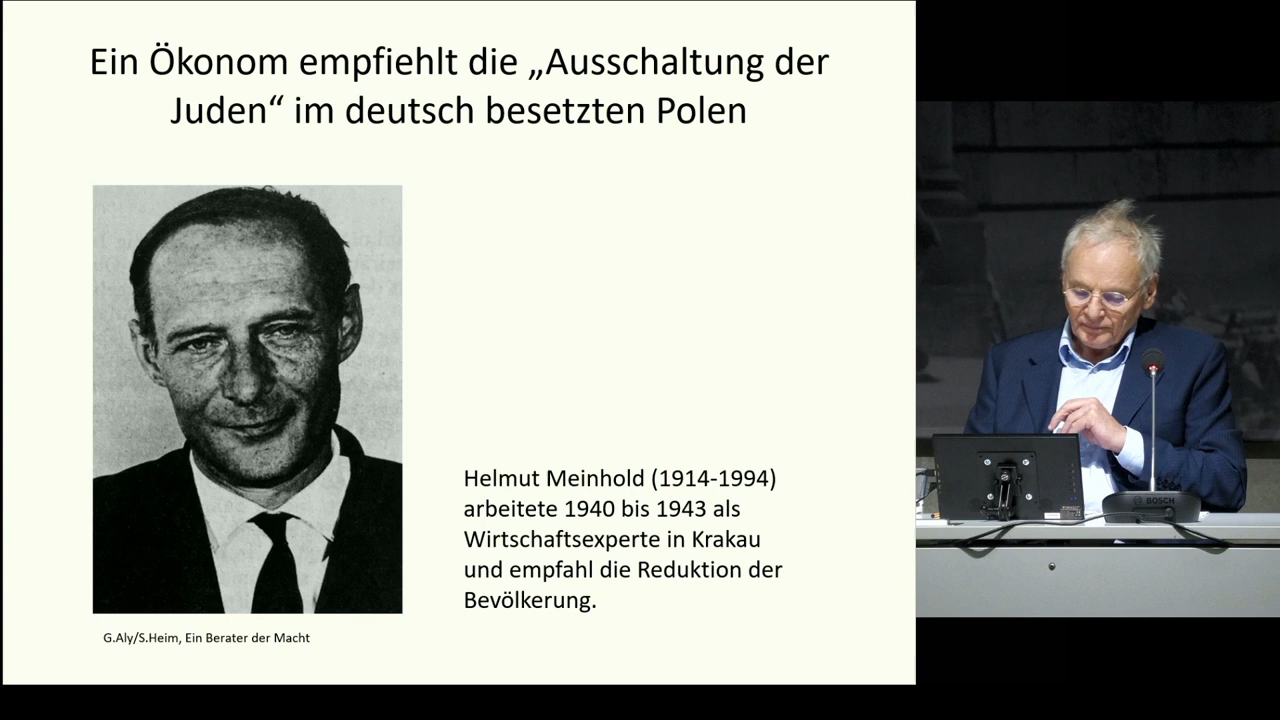 Ein Ökonom empfiehlt die „Ausschaltung der
Juden“ im deutsch besetzten Polen
Helmut Meinhold (1914-1994)
arbeitete 1940 bis 1943 als
Wirtschaftsexperte in Krakau
und empfahl die Reduktion der
Bevölkerung.
G.Aly/S.Heim, Ein Berater der Macht
BOSCH